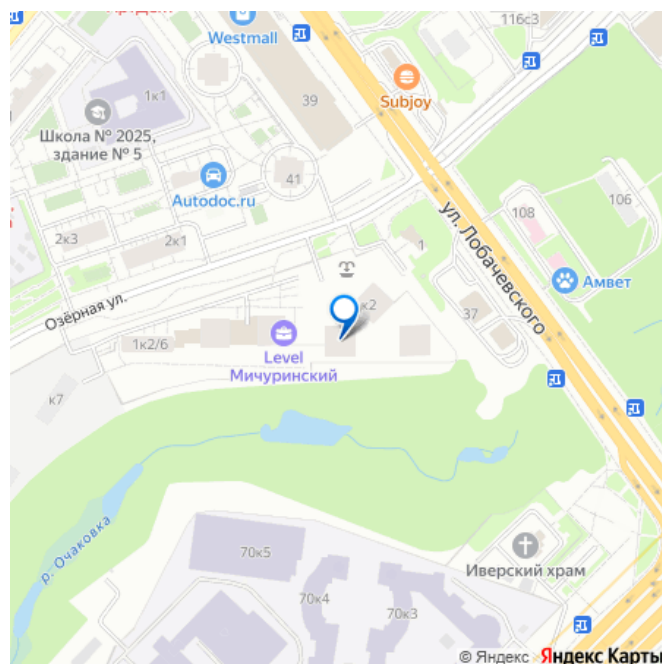 Westmall
116с3
39
Subjoy
1к1
Школа № 2025,
здание № 5
41
Autodoc.ru
108
106
2к3
2к1
1
ул. Лобачевского
Амвет
Озёрная ул.
к2
37
1к2/6
Level
Мичуринский
к7
р. Очаковка
70к5
Иверский храм
70к4
70к3
© Яндекс Яндекс Карты